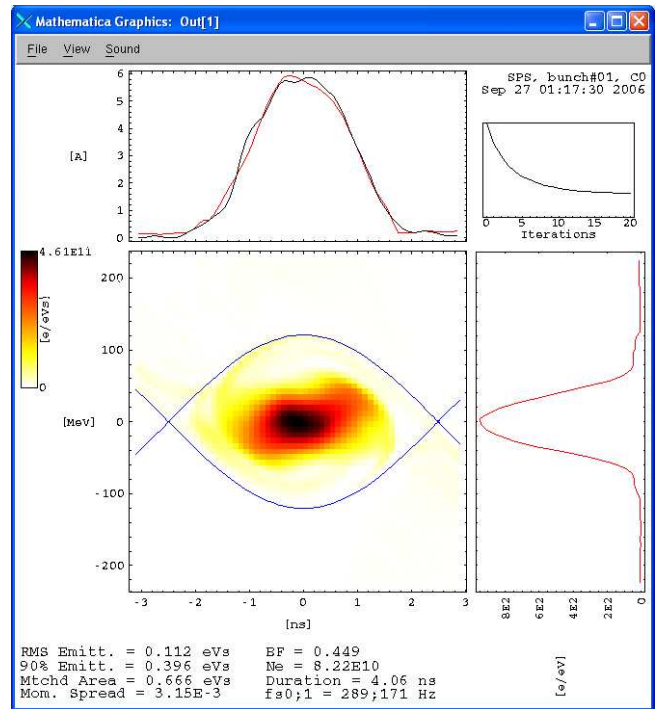 Mathematica Graphics: Out[1]
File View Sound
SPS, bunch#01, C0
Sep 27 01:17:30 2006
6
5
4
3
2
1
0
[A]
0 5 10 15 20
Iterations
4.61E11
[e/eVs]
0
200
100
0
-100
-200
[MeV]
-3 -2 -1 0 1 2 3
[ns]
8E2 6E2 4E2 2E2 0
[e/eV]
RMS Emitt. = 0.112 eVs BF = 0.449
90% Emitt. = 0.396 eVs Ne = 8.22E10
Mtchd Area = 0.666 eVs Duration = 4.06 ns
Mom. Spread = 3.15E-3 fs0;1 = 289;171 Hz